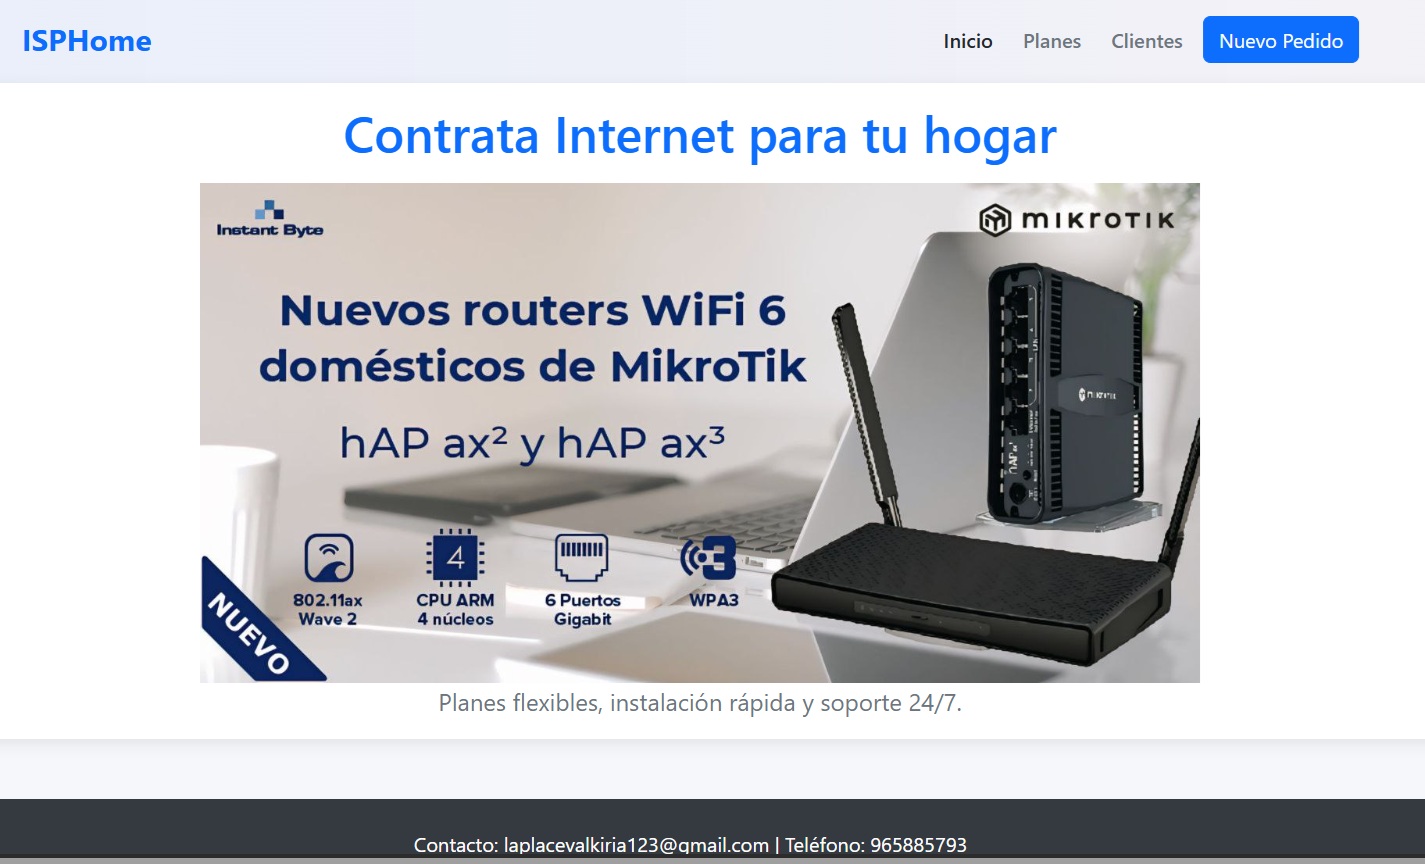 ISPHome
Inicio
Planes
Clientes
Nuevo Pedido
Contrata Internet para tu hogar
Instant Byte
MIKROTIK
Nuevos routers WiFi 6
domésticos de MikroTik
hAP ax² y hAP ax³
4
3
802.11ax
Wave 2
CPU ARM
4 núcleos
6 Puertos
Gigabit
WPA3
NUEVO
Planes flexibles, instalación rápida y soporte 24/7.
Contacto: laplacevalkiria123@gmail.com | Teléfono: 965885793